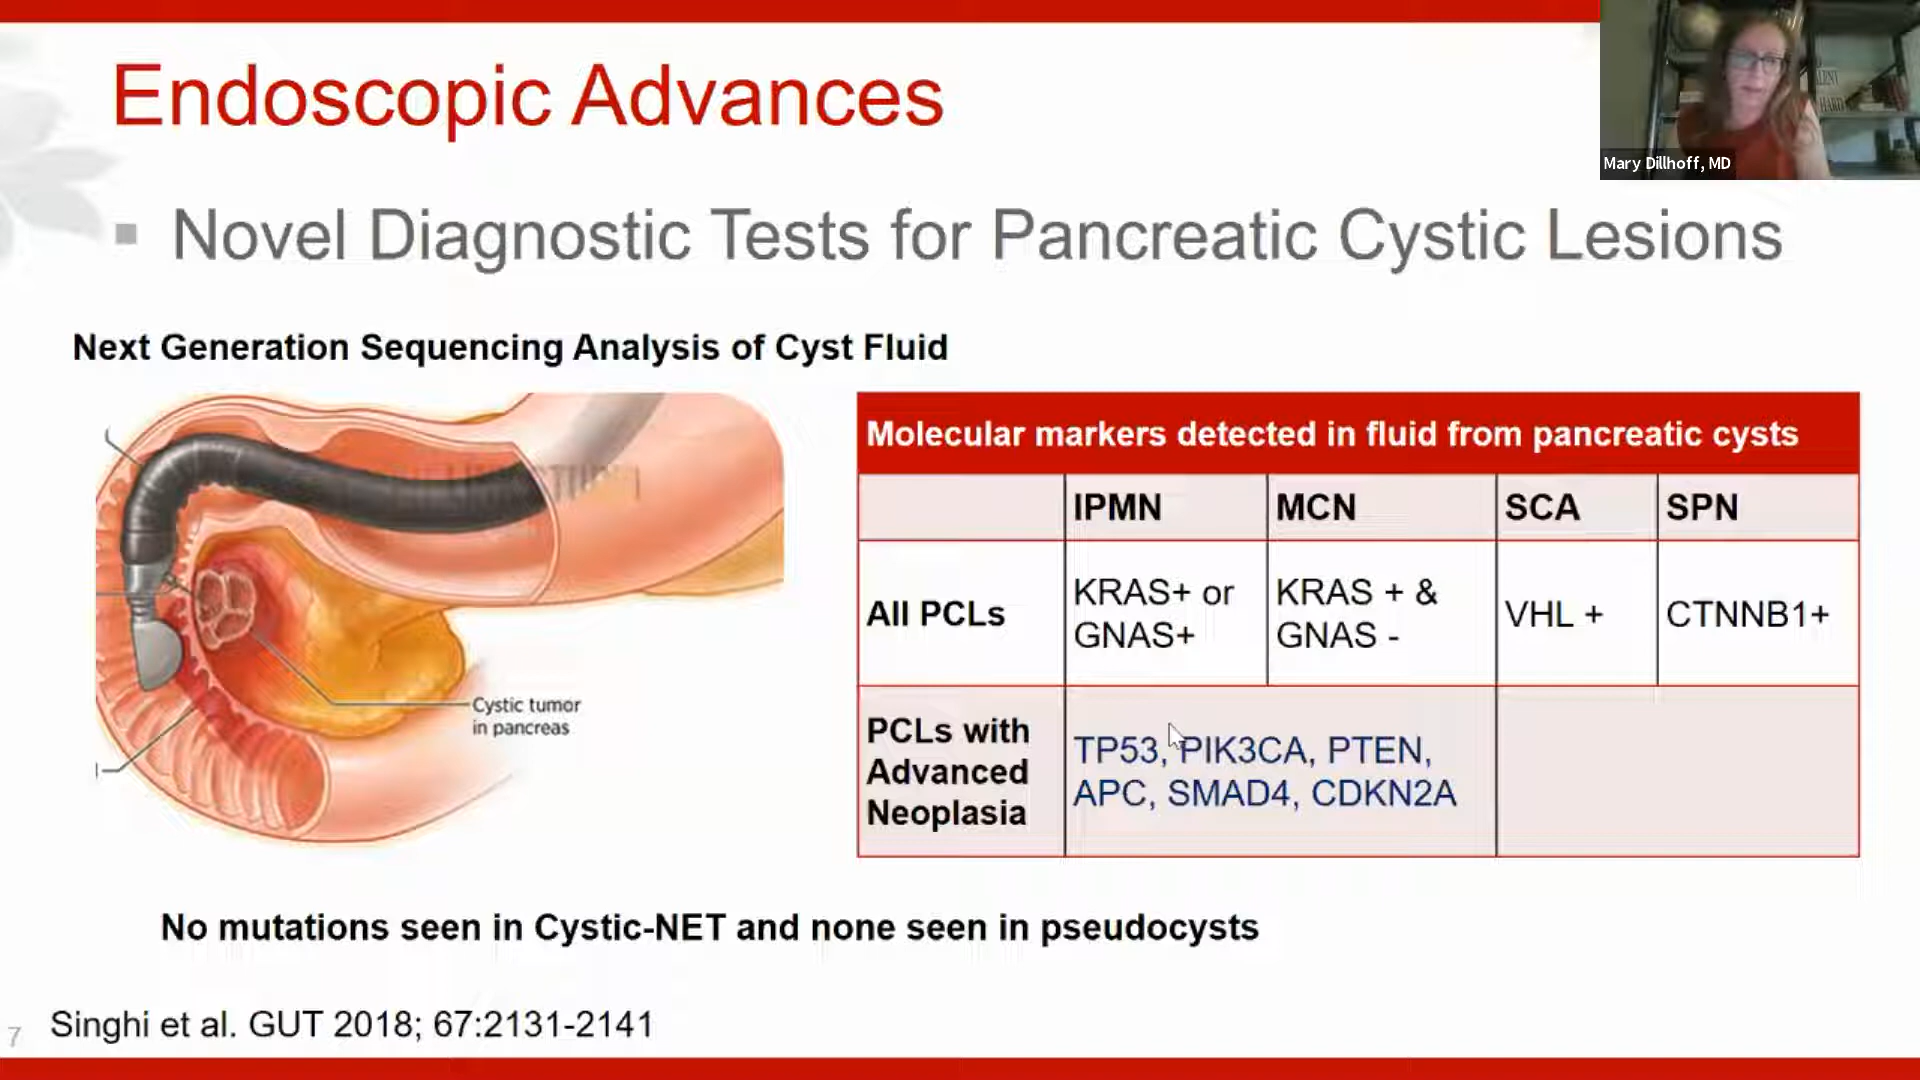 Endoscopic Advances
Mary Dillhoff, MD
HARD
▪ Novel Diagnostic Tests for Pancreatic Cystic Lesions
Next Generation Sequencing Analysis of Cyst Fluid
Cystic tumor
in pancreas
Molecular markers detected in fluid from pancreatic cysts
IPMN MCN SCA SPN
All PCLs
KRAS+ or
GNAS+
KRAS + &
GNAS -
VHL +
CTNNB1+
PCLs with
Advanced
Neoplasia
TP53, PIK3CA, PTEN,
APC, SMAD4, CDKN2A
No mutations seen in Cystic-NET and none seen in pseudocysts
Singhi et al. GUT 2018; 67:2131-2141
7